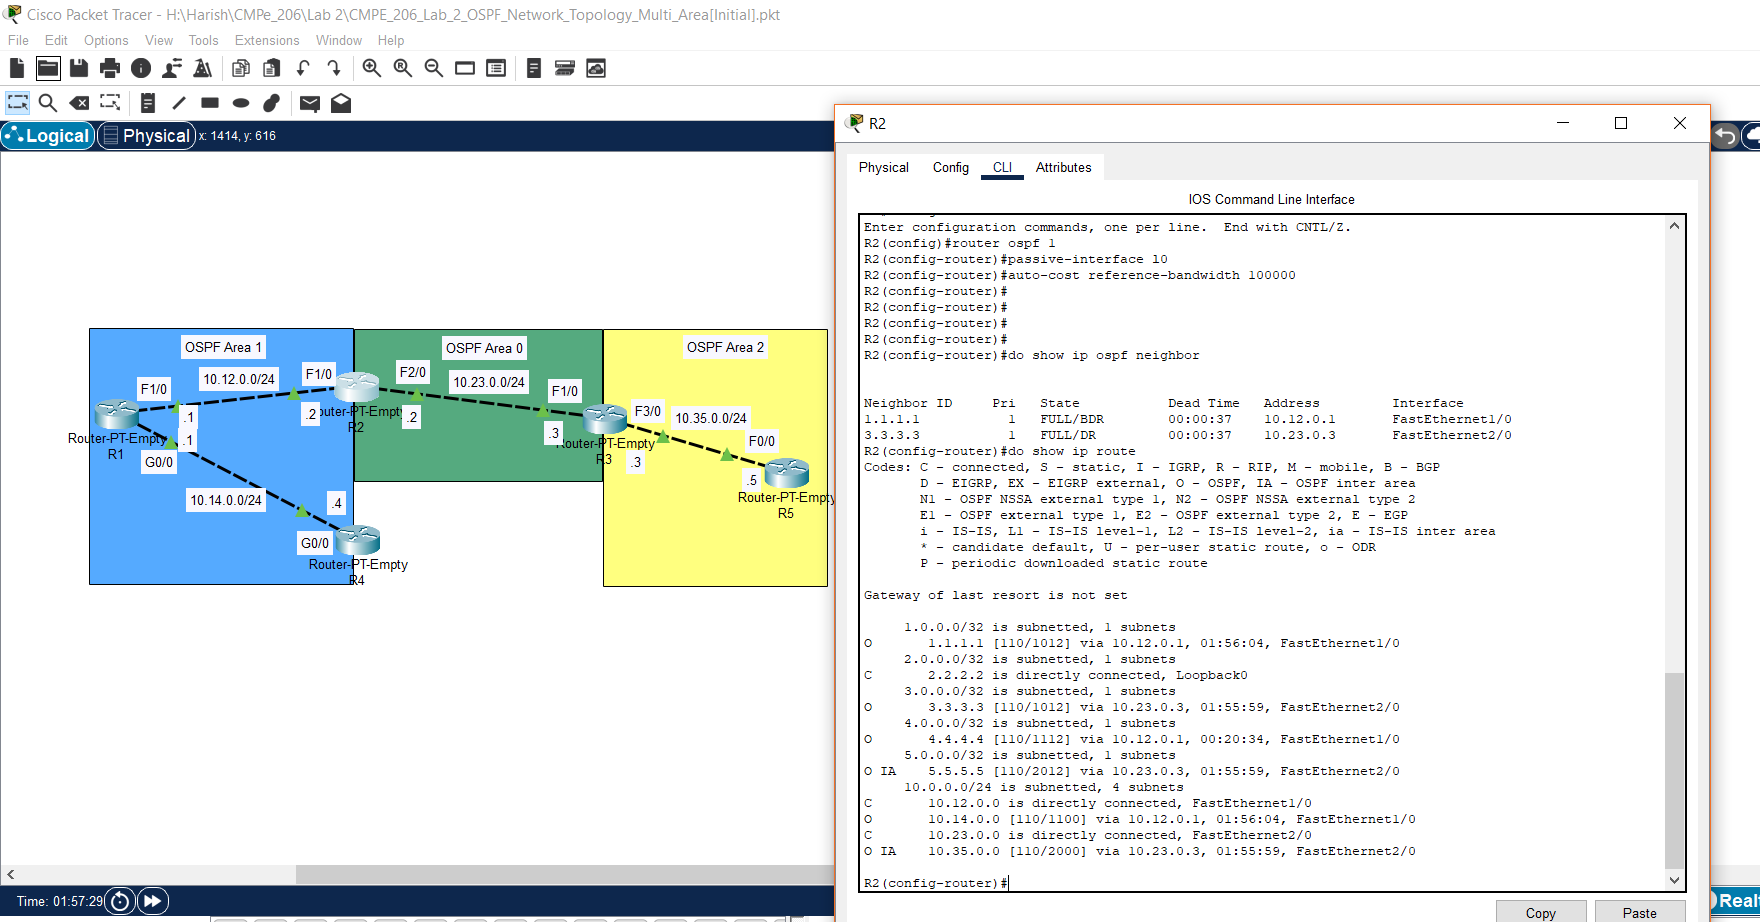 Cisco Packet Tracer - H:\Harish\CMPe_206\Lab 2\CMPE_206_Lab_2_OSPF_Network_Topology_Multi_Area[Initial].pkt
File Edit Options View Tools Extensions Window Help
Logical Physical x: 1414, y: 616
OSPF Area 1
OSPF Area 0
OSPF Area 2
F1/0
10.12.0.0/24
F1/0
F2/0
10.23.0.0/24
F1/0
F3/0
10.35.0.0/24
F0/0
.1
.2
.2
.3
.3
.5
.1
Router-PT-Empty
R1
outer-PT-Empty
R2
outer-PT-Empty
R3
Router-PT-Empty
R5
G0/0
10.14.0.0/24
.4
G0/0
Router-PT-Empty
R4
Time: 01:57:29
R2
Physical Config CLI Attributes
IOS Command Line Interface
Enter configuration commands, one per line.  End with CNTL/Z.
R2(config)#router ospf 1
R2(config-router)#passive-interface l0
R2(config-router)#auto-cost reference-bandwidth 100000
R2(config-router)#
R2(config-router)#
R2(config-router)#
R2(config-router)#
R2(config-router)#do show ip ospf neighbor
Neighbor ID     Pri   State           Dead Time   Address         Interface
1.1.1.1           1   FULL/BDR        00:00:37    10.12.0.1       FastEthernet1/0
3.3.3.3           1   FULL/DR         00:00:37    10.23.0.3       FastEthernet2/0
R2(config-router)#do show ip route
Codes: C - connected, S - static, I - IGRP, R - RIP, M - mobile, B - BGP
D - EIGRP, EX - EIGRP external, O - OSPF, IA - OSPF inter area
N1 - OSPF NSSA external type 1, N2 - OSPF NSSA external type 2
E1 - OSPF external type 1, E2 - OSPF external type 2, E - EGP
i - IS-IS, L1 - IS-IS level-1, L2 - IS-IS level-2, ia - IS-IS inter area
* - candidate default, U - per-user static route, o - ODR
P - periodic downloaded static route
Gateway of last resort is not set
1.0.0.0/32 is subnetted, 1 subnets
O       1.1.1.1 [110/1012] via 10.12.0.1, 01:56:04, FastEthernet1/0
2.0.0.0/32 is subnetted, 1 subnets
C       2.2.2.2 is directly connected, Loopback0
3.0.0.0/32 is subnetted, 1 subnets
O       3.3.3.3 [110/1012] via 10.23.0.3, 01:55:59, FastEthernet2/0
4.0.0.0/32 is subnetted, 1 subnets
O       4.4.4.4 [110/1112] via 10.12.0.1, 00:20:34, FastEthernet1/0
5.0.0.0/32 is subnetted, 1 subnets
O IA    5.5.5.5 [110/2012] via 10.23.0.3, 01:55:59, FastEthernet2/0
10.0.0.0/24 is subnetted, 4 subnets
C       10.12.0.0 is directly connected, FastEthernet1/0
O       10.14.0.0 [110/1100] via 10.12.0.1, 01:56:04, FastEthernet1/0
C       10.23.0.0 is directly connected, FastEthernet2/0
O IA    10.35.0.0 [110/2000] via 10.23.0.3, 01:55:59, FastEthernet2/0
R2(config-router)#
Copy Paste